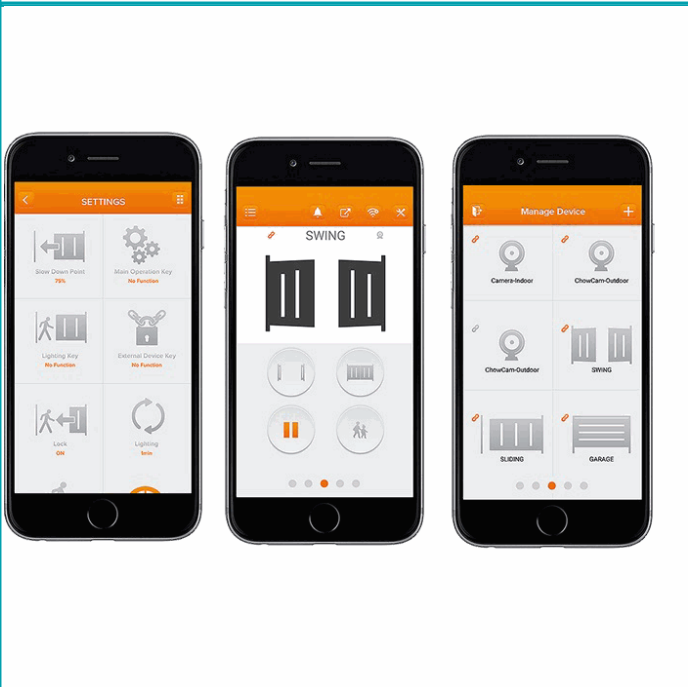 SETTINGS
Slow Down Point
75%
Main Operation Key
No Function
Lighting Key
No Function
External Device Key
No Function
Lock
ON
Lighting
1min
SWING
Manage Device
Camera-Indoor
ChowCam-Outdoor
ChowCam-Outdoor
SWING
SLIDING
GARAGE